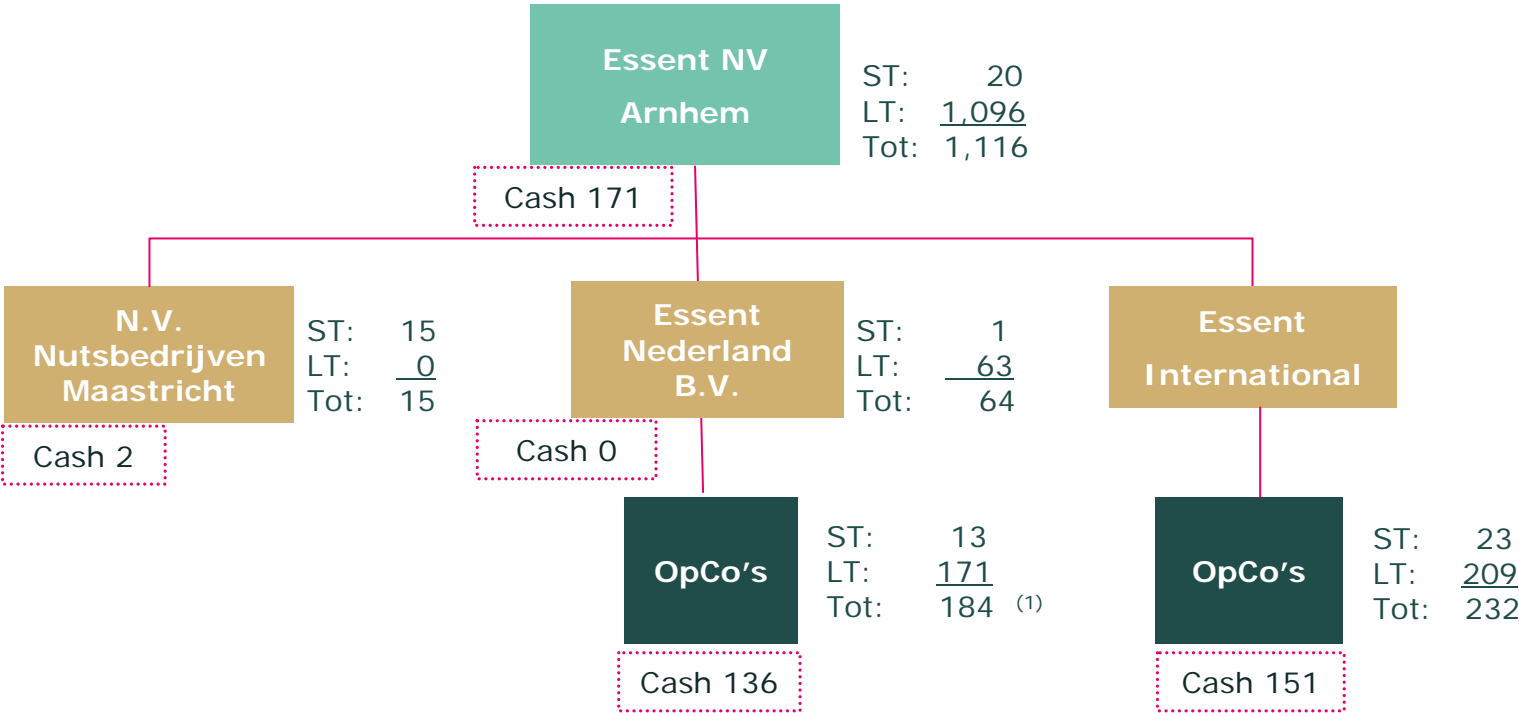 Essent NV
Arnhem
ST: 20
LT: 1,096
Tot: 1,116
Cash 171
N.V.
Nutsbedrijven
Maastricht
ST: 15
LT: 0
Tot: 15
Cash 2
Essent
Nederland
B.V.
ST: 1
LT: 63
Tot: 64
Cash 0
Essent
International
OpCo's
ST: 13
LT: 171
Tot: 184 (1)
Cash 136
OpCo's
ST: 23
LT: 209
Tot: 232
Cash 151